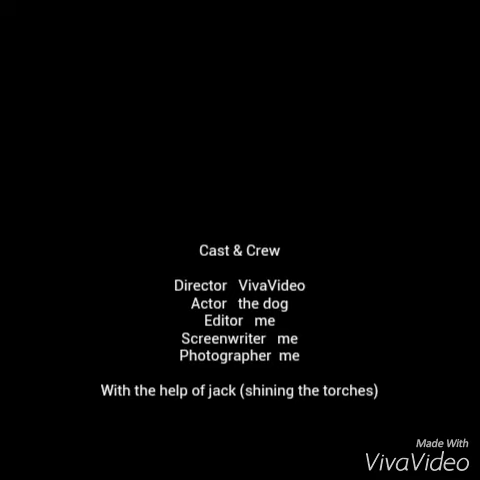 Cast & Crew
Director VivaVideo
Actor the dog
Editor me
Screenwriter me
Photographer me
With the help of jack (shining the torches)
Made With
VivaVideo